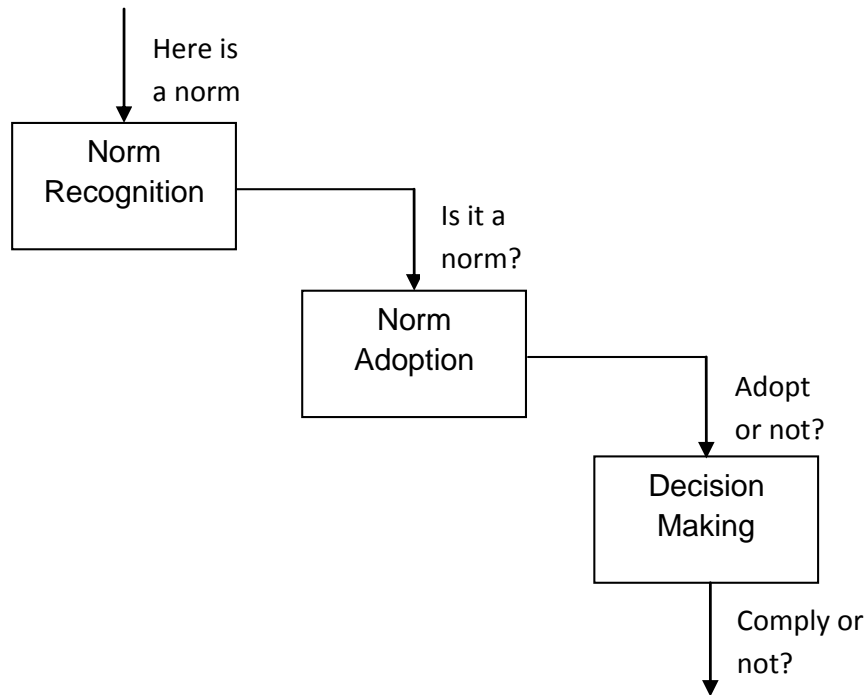 Here is
a norm
Norm
Recognition
Is it a
norm?
Norm
Adoption
Adopt
or not?
Decision
Making
Comply or
not?